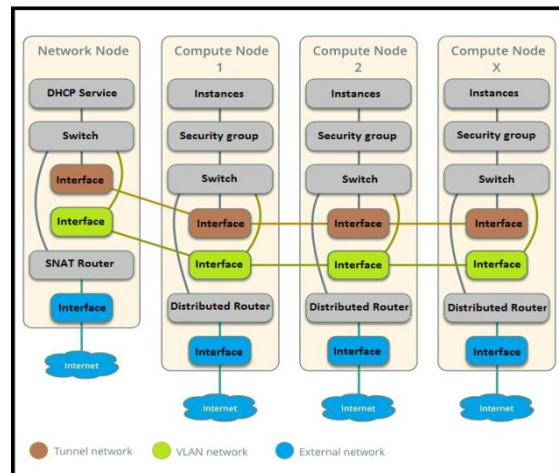 Network Node
DHCP Service
Switch
Interface
Interface
SNAT Router
Interface
Internet
Compute Node
1
Instances
Security group
Switch
Interface
Interface
Distributed Router
Interface
Internet
Compute Node
2
Instances
Security group
Switch
Interface
Interface
Distributed Router
Interface
Internet
Compute Node
X
Instances
Security group
Switch
Interface
Interface
Distributed Router
Interface
Internet
Tunnel network
VLAN network
External network